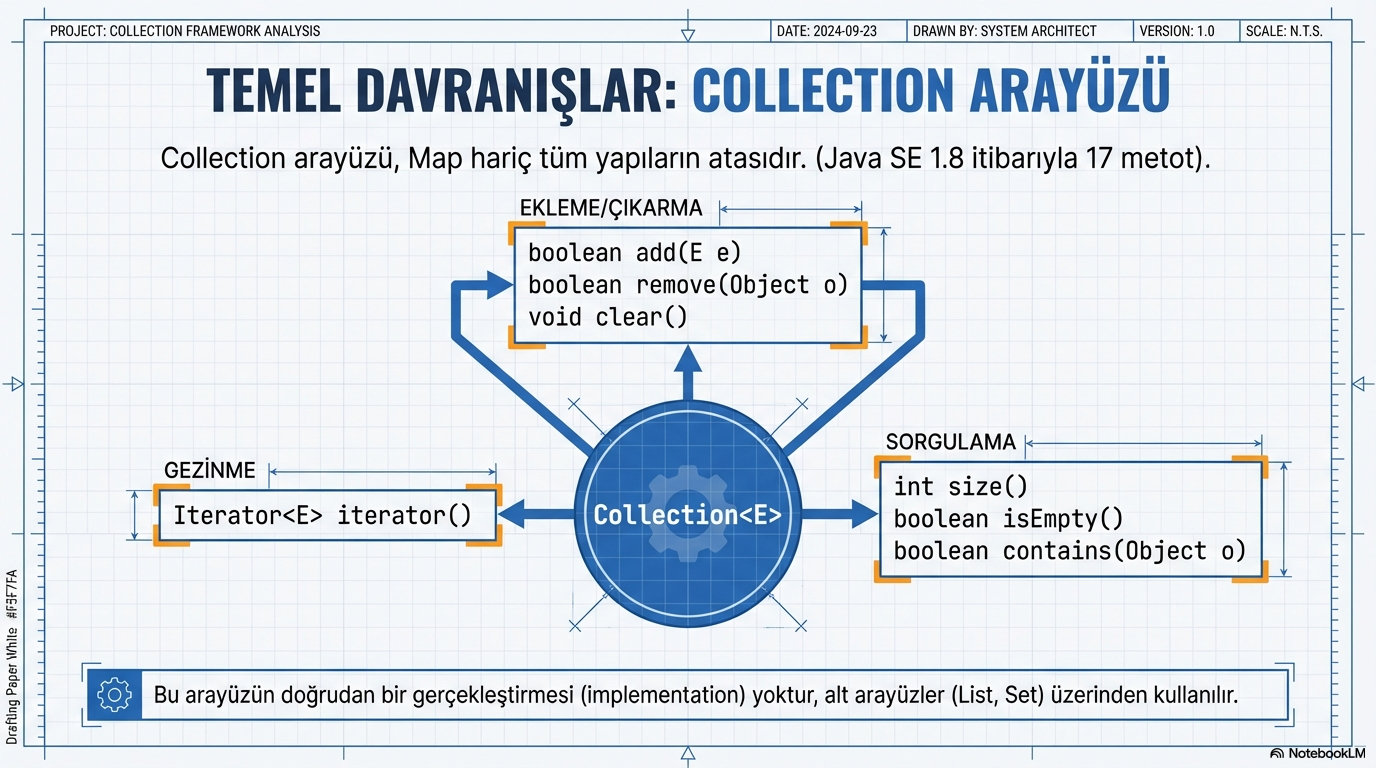 PROJECT: COLLECTION FRAMEWORK ANALYSIS
DATE: 2024-09-23
DRAWN BY: SYSTEM ARCHITECT
VERSION: 1.0
SCALE: N.T.S.
TEMEL DAVRANIŞLAR: COLLECTION ARAYÜZÜ
Collection arayüzü, Map hariç tüm yapıların atasıdır. (Java SE 1.8 itibarıyla 17 metot).
EKLEME/ÇIKARMA
boolean add(E e)
boolean remove(Object o)
void clear()
GEZİNME
Iterator<E> iterator()
Collection<E>
SORGULAMA
int size()
boolean isEmpty()
boolean contains(Object o)
Bu arayüzün doğrudan bir gerçekleştirmesi (implementation) yoktur, alt arayüzler (List, Set) üzerinden kullanılır.
Drafting Paper White #F5F7FA
NotebookLM